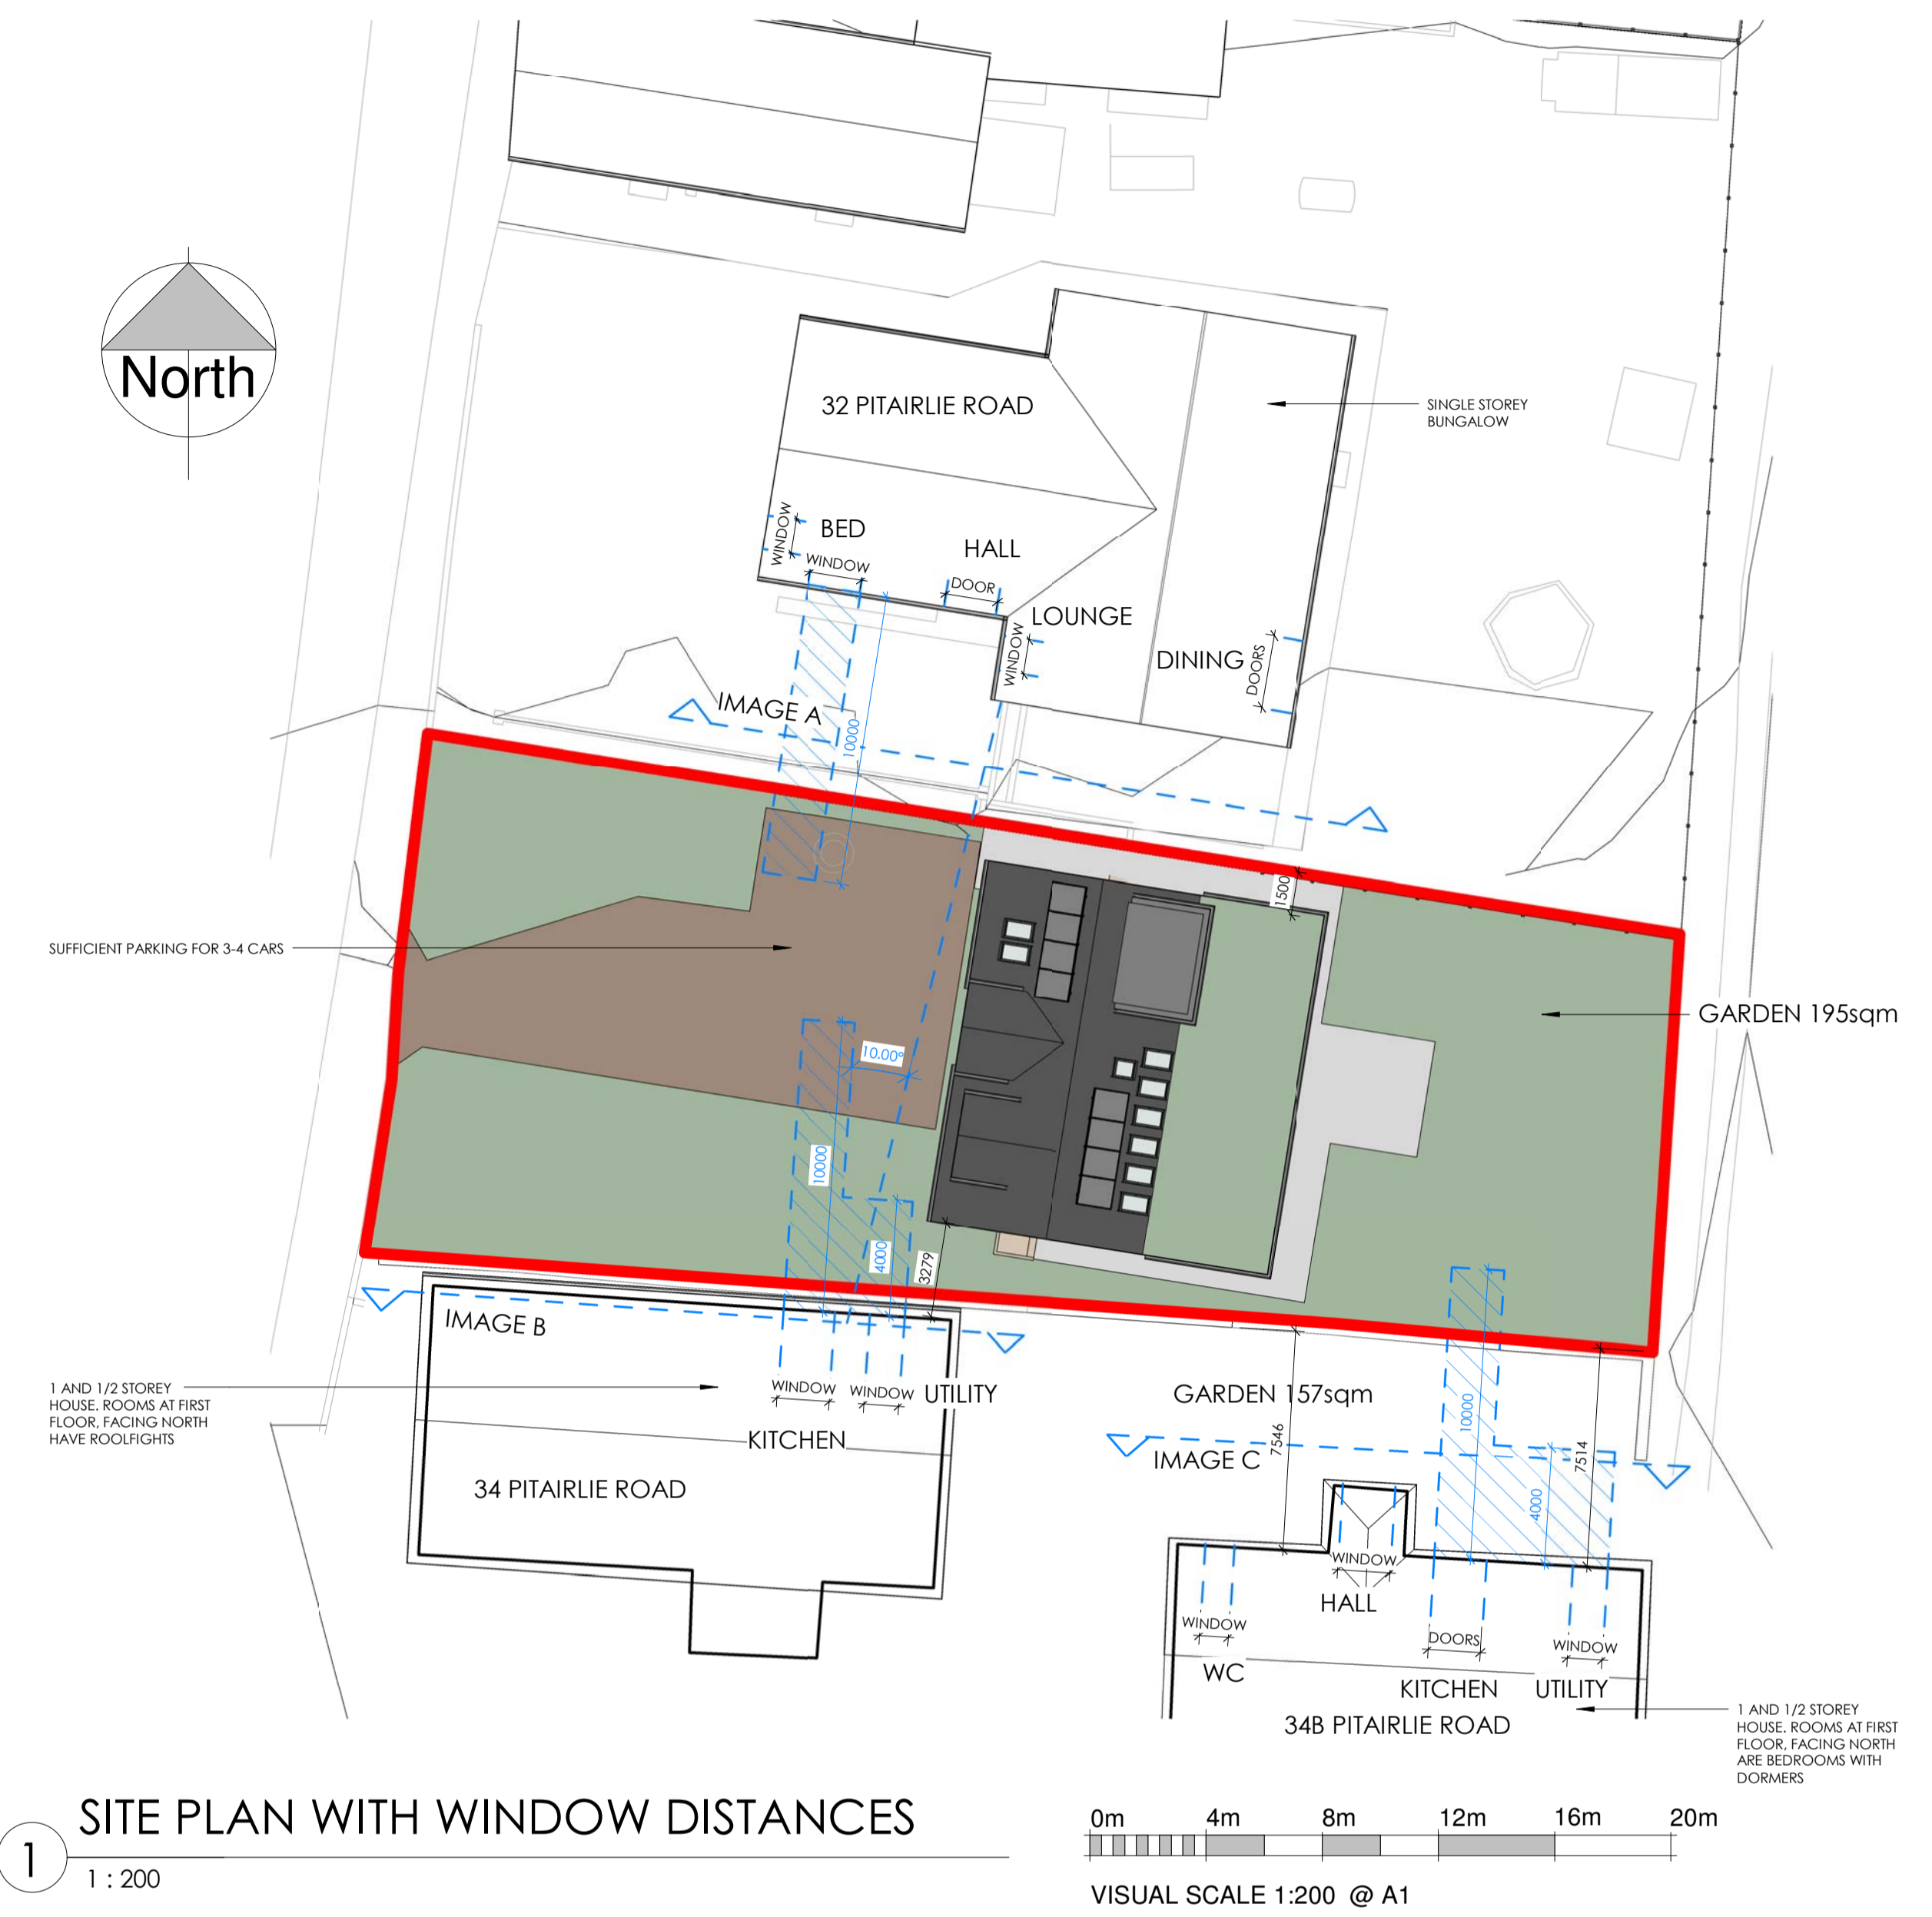 North
32 PITAIRLIE ROAD
SINGLE STOREY
BUNGALOW
WINDOW
BED
WINDOW
HALL
DOOR
LOUNGE
WINDOW
DINING
DOORS
IMAGE A
10000
1500
SUFFICIENT PARKING FOR 3-4 CARS
GARDEN 195sqm
10.00°
10000
4000
3279
IMAGE B
1 AND 1/2 STOREY
HOUSE. ROOMS AT FIRST
FLOOR, FACING NORTH
HAVE ROOLFIGHTS
WINDOW
WINDOW
UTILITY
KITCHEN
34 PITAIRLIE ROAD
GARDEN 157sqm
7546
10000
7514
IMAGE C
4000
WINDOW
HALL
WINDOW
DOORS
WINDOW
WC
KITCHEN
UTILITY
34B PITAIRLIE ROAD
1 AND 1/2 STOREY
HOUSE. ROOMS AT FIRST
FLOOR, FACING NORTH
ARE BEDROOMS WITH
DORMERS
1
SITE PLAN WITH WINDOW DISTANCES
1 : 200
0m 4m 8m 12m 16m 20m
VISUAL SCALE 1:200 @ A1